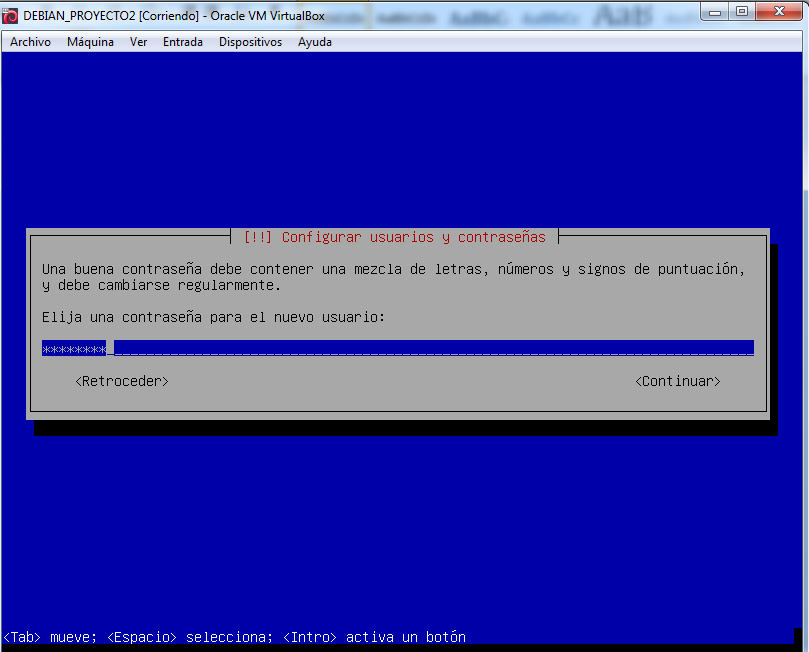 DEBIAN_PROYECTO2 [Corriendo] - Oracle VM VirtualBox
Archivo Máquina Ver Entrada Dispositivos Ayuda
[!!] Configurar usuarios y contraseñas
Una buena contraseña debe contener una mezcla de letras, números y signos de puntuación,
y debe cambiarse regularmente.
Elija una contraseña para el nuevo usuario:
********
<Retroceder> <Continuar>
<Tab> mueve; <Espacio> selecciona; <Intro> activa un botón